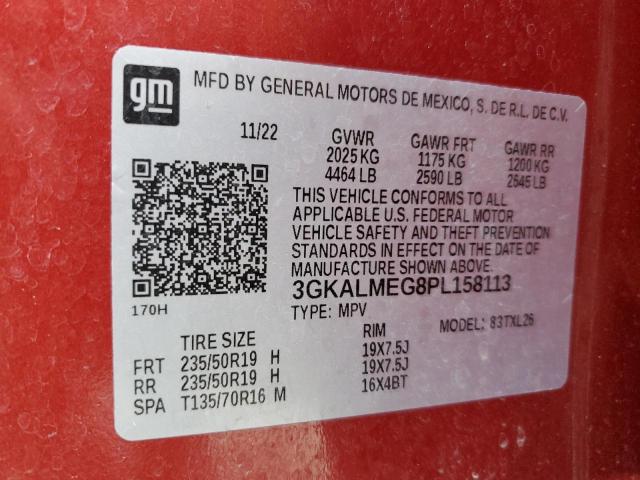 gm
MFD BY GENERAL MOTORS DE MEXICO, S. DE R.L. DE C.V.
11/22 GVWR GAWR FRT GAWR RR
2025 KG 1175 KG 1200 KG
4464 LB 2590 LB 2645 LB
THIS VEHICLE CONFORMS TO ALL
APPLICABLE U.S. FEDERAL MOTOR
VEHICLE SAFETY AND THEFT PREVENTION
STANDARDS IN EFFECT ON THE DATE OF
MANUFACTURE SHOWN ABOVE.
3GKALMEG8PL158113
170H
TYPE: MPV MODEL: 83TXL26
TIRE SIZE RIM
FRT 235/50R19 H 19X7.5J
RR 235/50R19 H 19X7.5J
SPA T135/70R16 M 16X4BT